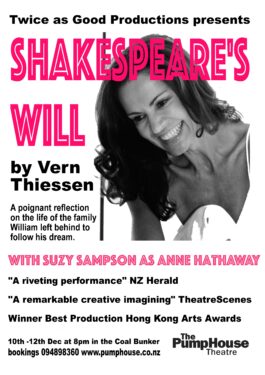 Twice as Good Productions presents
SHAKESPEARE'S
WILL
by Vern
Thiessen
A poignant reflection
on the life of the family
William left behind to
follow his dream.
WITH SUZY SAMPSON AS ANNE HATHAWAY
"A riveting performance" NZ Herald
"A remarkable creative imagining" TheatreScenes
Winner Best Production Hong Kong Arts Awards
10th -12th Dec at 8pm in the Coal Bunker
bookings 094898360 www.pumphouse.co.nz
The
PumpHouse
Theatre